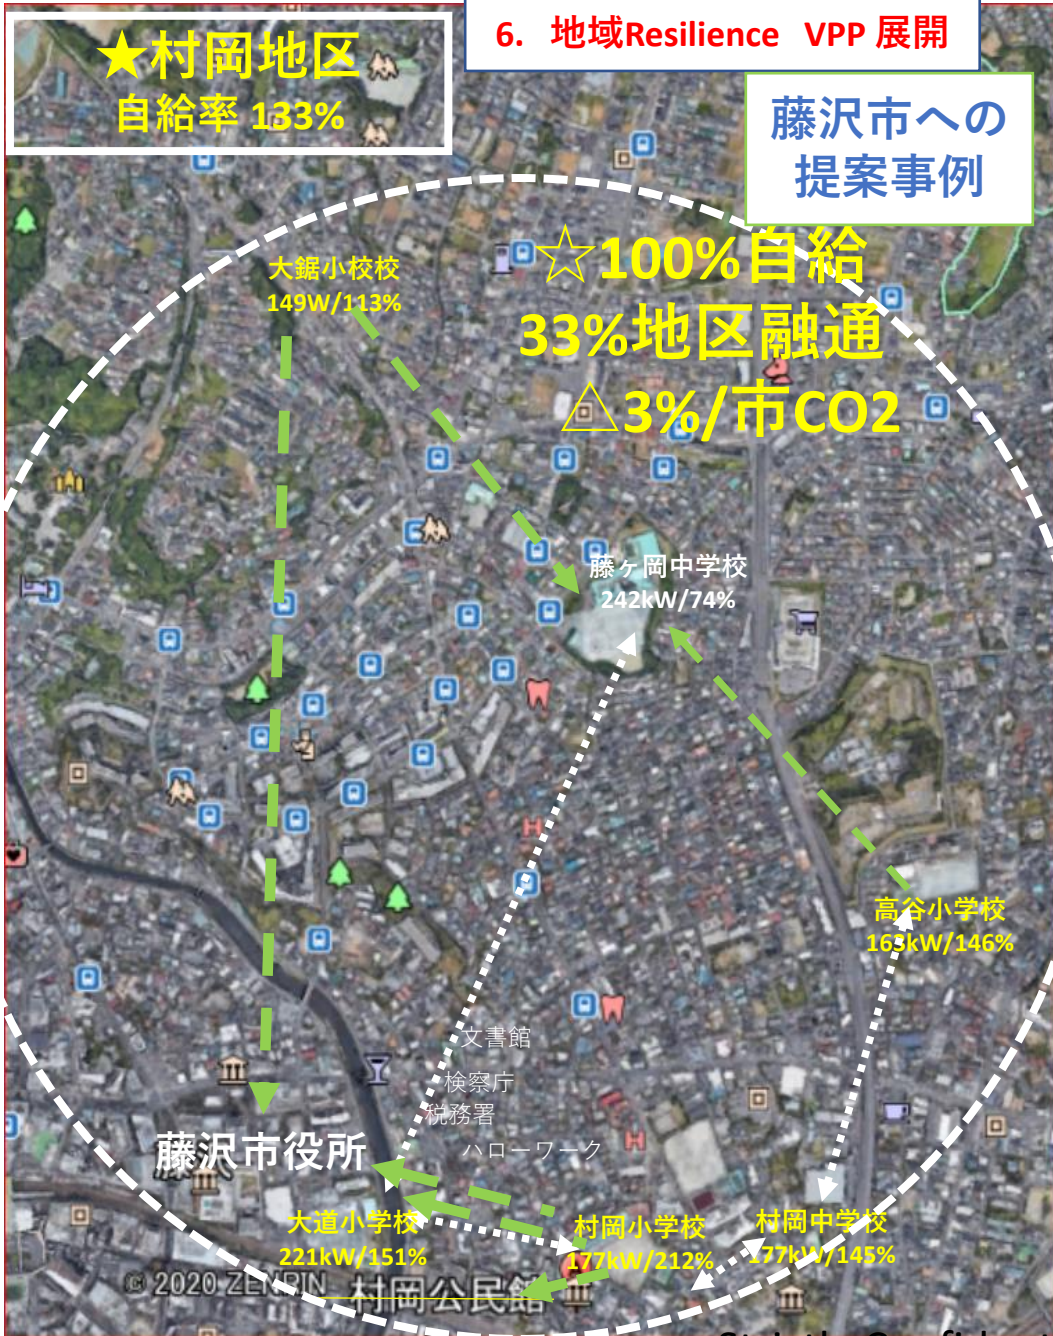 6. 地域Resilience VPP 展開
★村岡地区
自給率 133%
藤沢市への
提案事例
☆100%自給
33%地区融通
△3%/市CO2
大鋸小校校
149W/113%
藤ヶ岡中学校
242kW/74%
高谷小学校
163kW/146%
文書館
検察庁
税務署
ハローワーク
藤沢市役所
大道小学校
221kW/151%
村岡小学校
177kW/212%
村岡中学校
177kW/145%
© 2020 ZENRIN
村岡公民館